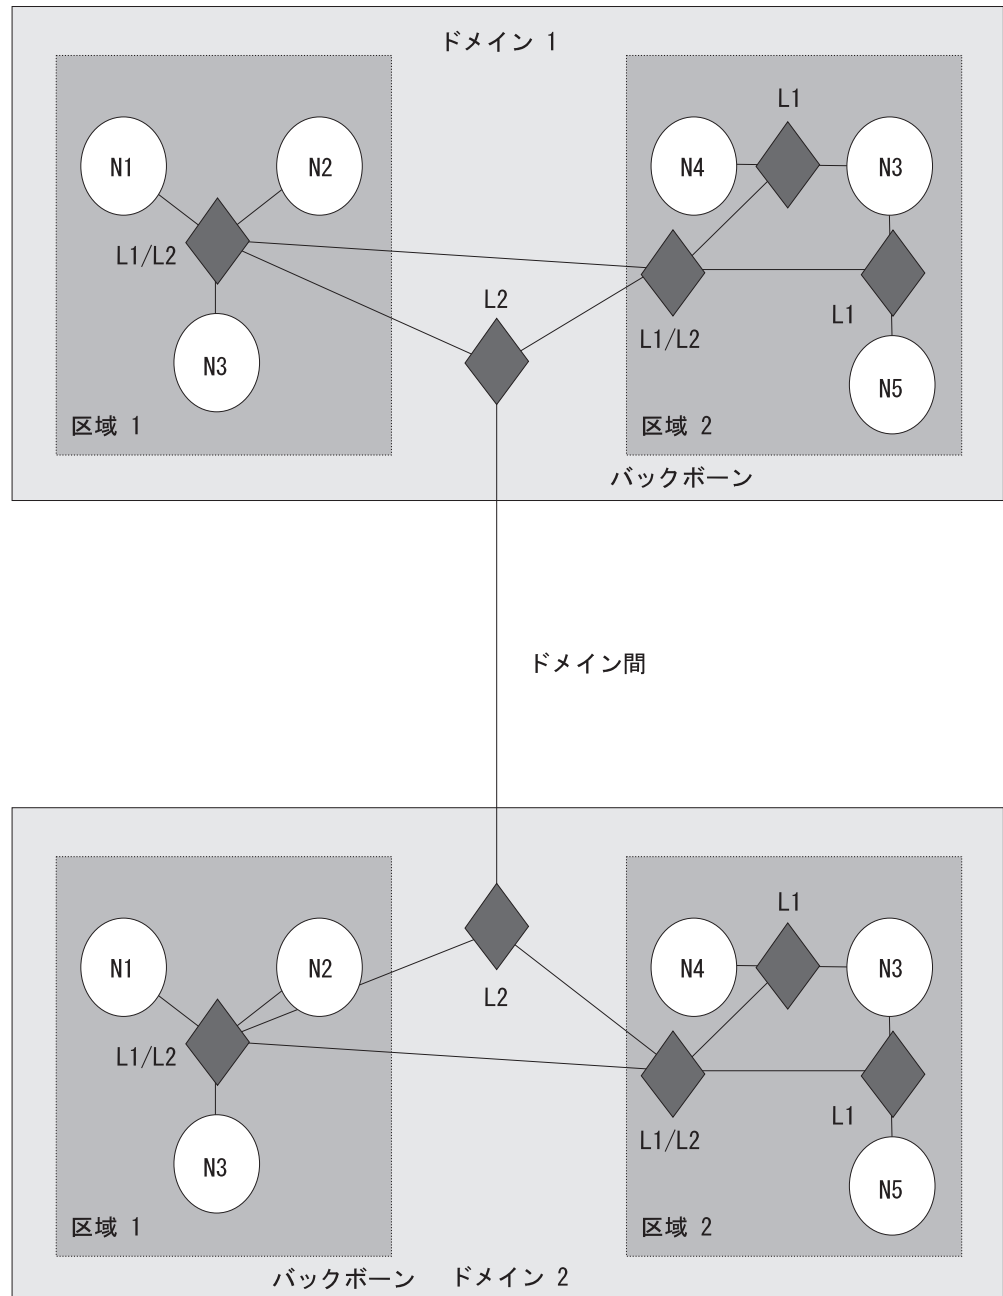 ドメイン 1
L1
N1
N2
N4
N3
L1/L2
L2
L1
L1/L2
N3
N5
区域 1
区域 2
バックボーン
ドメイン間
L1
N1
N2
N4
N3
L2
L1/L2
L1
L1/L2
N3
N5
区域 1
区域 2
バックボーン
ドメイン 2